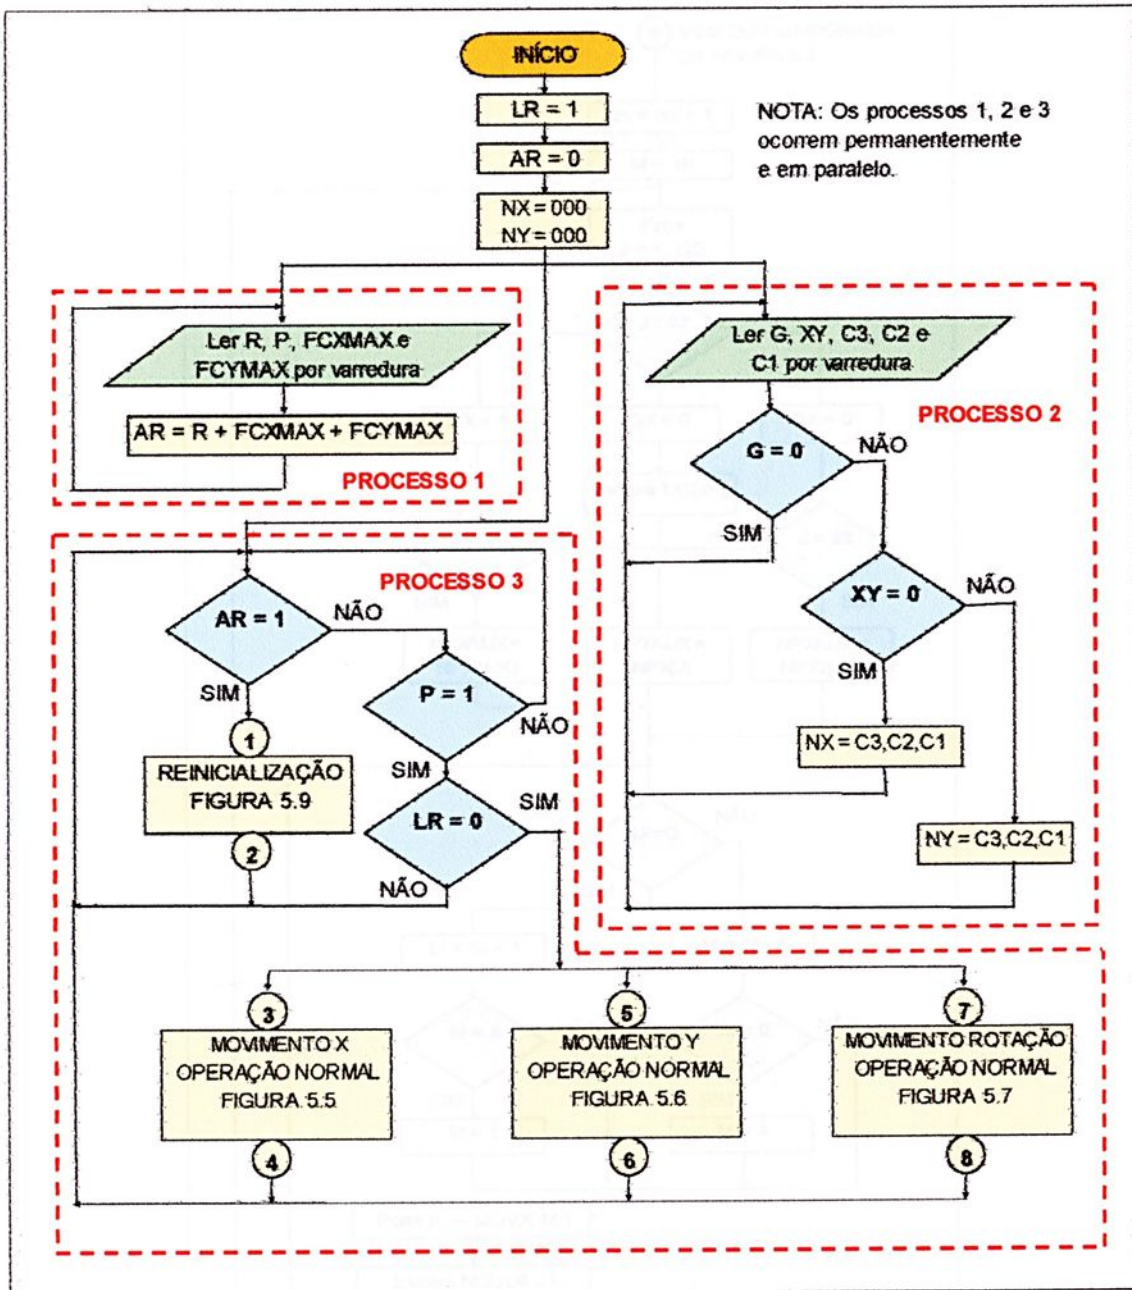 INÍCIO
LR = 1
AR = 0
NX = 000
NY = 000
NOTA: Os processos 1, 2 e 3
ocorrem permanentemente
e em paralelo.
Ler R, P, FCXMAX e
FCYMAX por varredura
AR = R + FCXMAX + FCYMAX
PROCESSO 1
Ler G, XY, C3, C2 e
C1 por varredura
PROCESSO 2
G = 0
NÃO
SIM
XY = 0
NÃO
SIM
NX = C3,C2,C1
NY = C3,C2,C1
PROCESSO 3
AR = 1
NÃO
SIM
P = 1
NÃO
SIM
1
REINICIALIZAÇÃO
FIGURA 5.9
2
LR = 0
SIM
NÃO
3
MOVIMENTO X
OPERAÇÃO NORMAL
FIGURA 5.5
4
5
MOVIMENTO Y
OPERAÇÃO NORMAL
FIGURA 5.6
6
7
MOVIMENTO ROTAÇÃO
OPERAÇÃO NORMAL
FIGURA 5.7
8